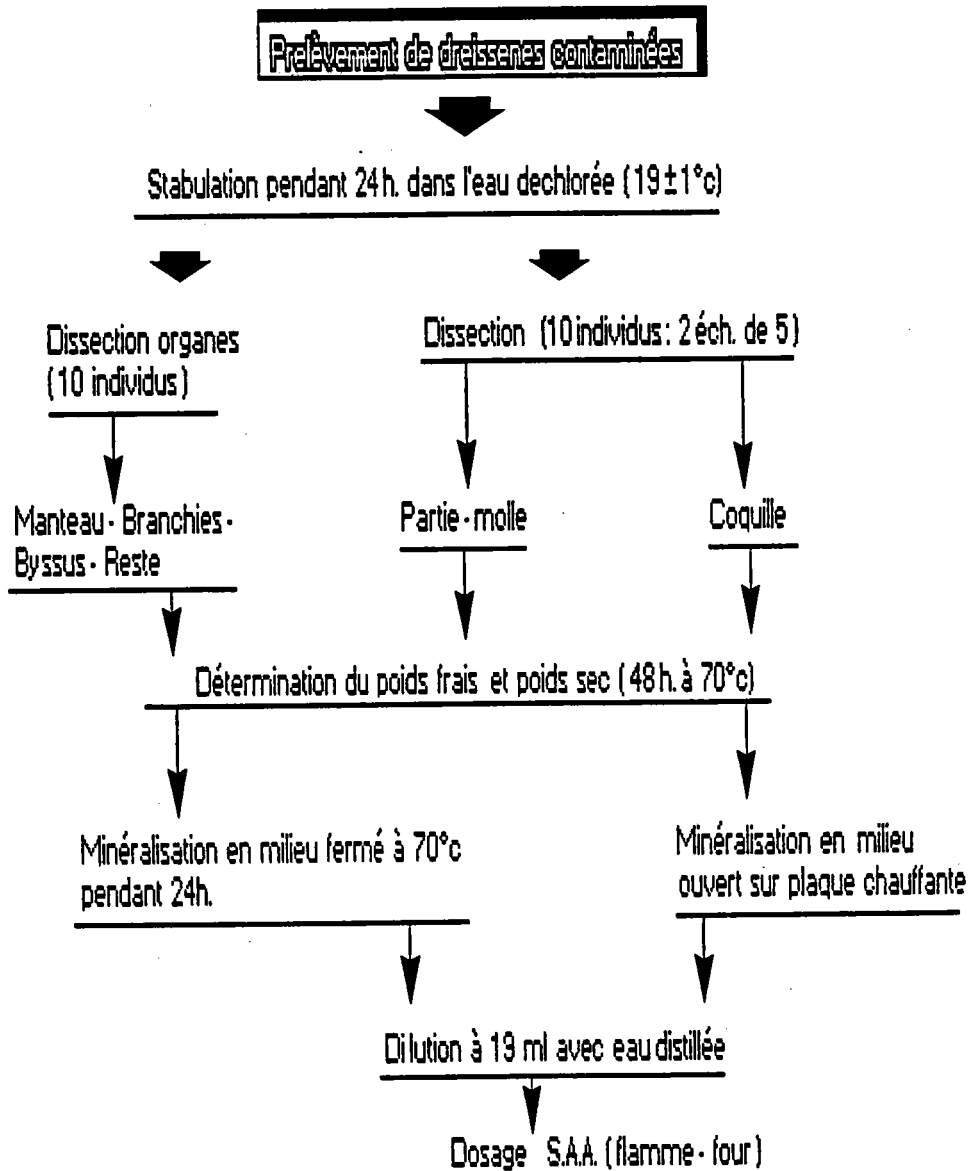 Prelèvement de dreissenes contaminées
Stabulation pendant 24h. dans l'eau dechlorée (19±1°c)
Dissection organes
(10 individus)
Dissection (10 individus: 2 éch. de 5)
Manteau - Branchies -
Byssus - Reste
Partie-molle
Coquille
Détermination du poids frais et poids sec (48h. à 70°c)
Minéralisation en milieu fermé à 70°c
pendant 24h.
Minéralisation en milieu
ouvert sur plaque chauffante
Dilution à 19 ml avec eau distillée
Dosage S.A.A. (flamme - four)